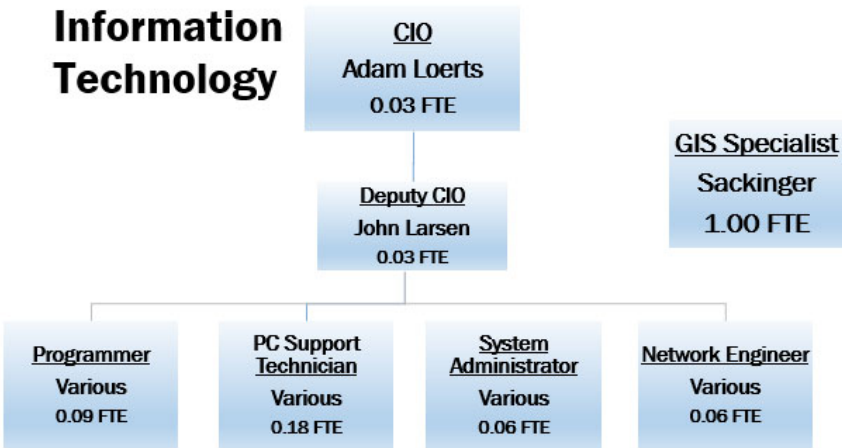 Information
Technology
CIO
Adam Loerts
0.03 FTE
GIS Specialist
Sackinger
1.00 FTE
Deputy CIO
John Larsen
0.03 FTE
Programmer
Various
0.09 FTE
PC Support
Technician
Various
0.18 FTE
System
Administrator
Various
0.06 FTE
Network Engineer
Various
0.06 FTE